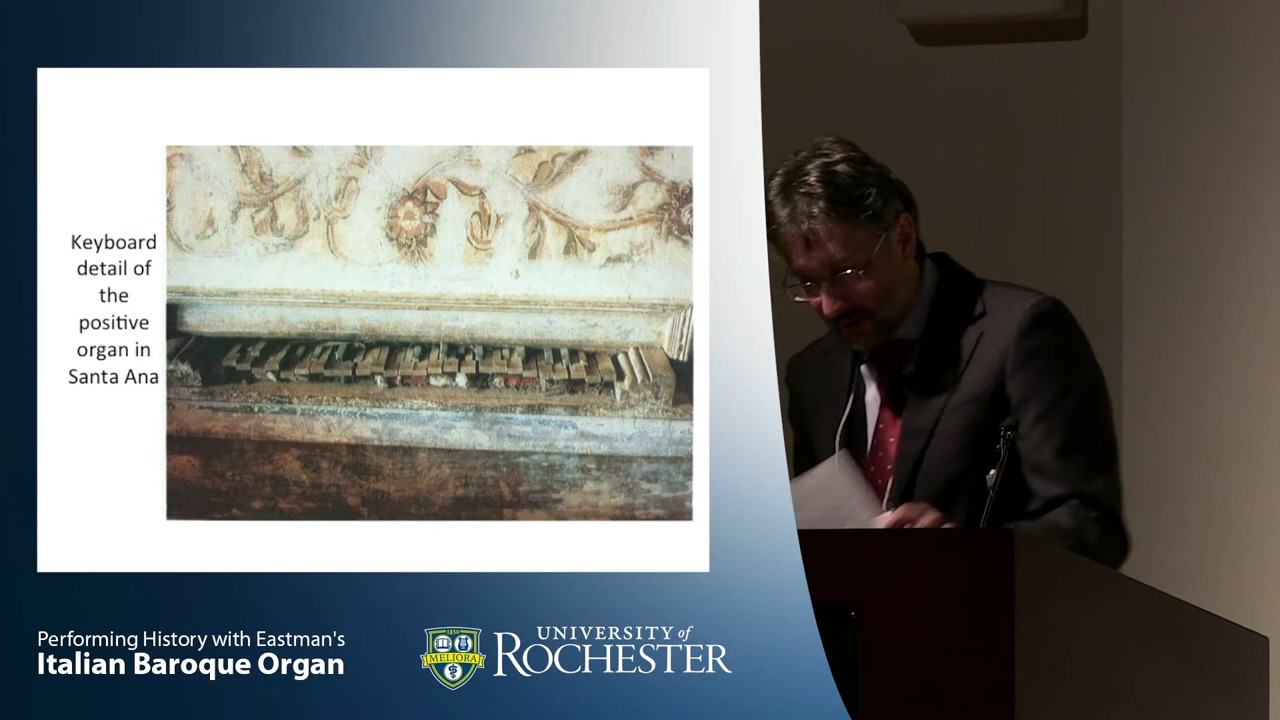 Keyboard
detail of
the
positive
organ in
Santa Ana
Performing History with Eastman's
Italian Baroque Organ
1850
MELIORA
UNIVERSITY of
ROCHESTER